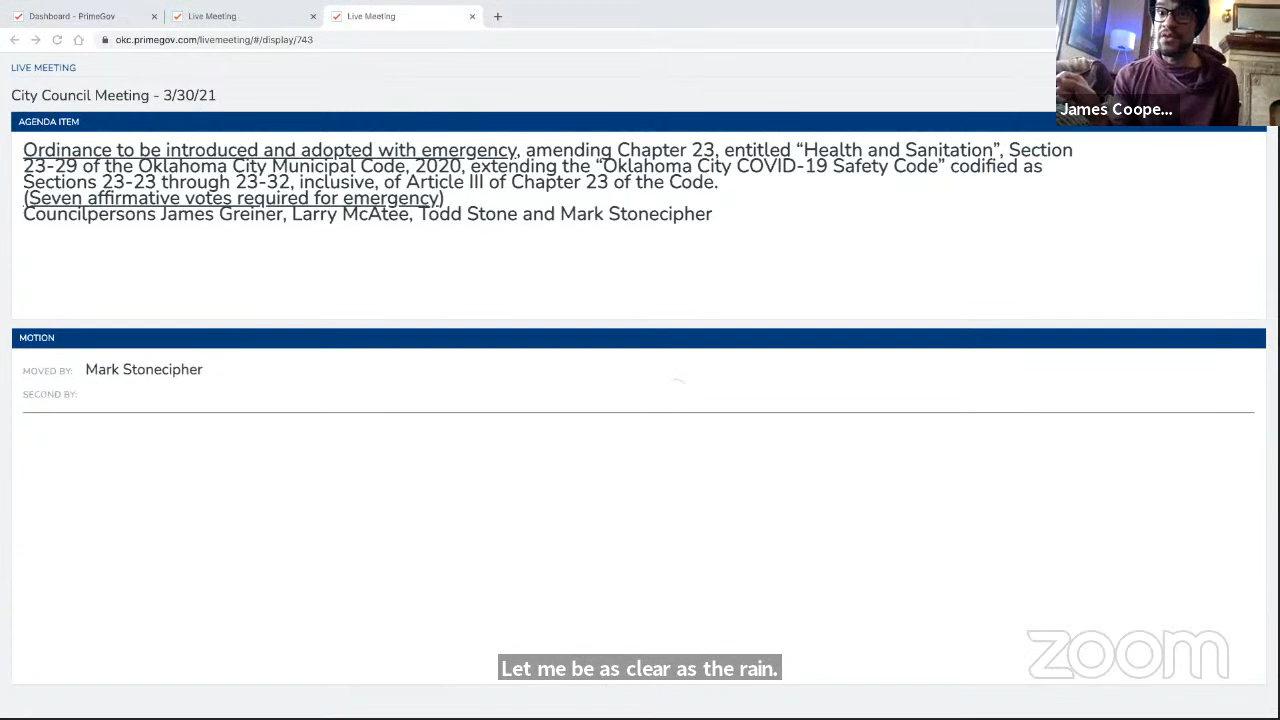 Dashboard - PrimeGov
Live Meeting
Live Meeting
okc.primegov.com/livemeeting/#/display/743
LIVE MEETING
City Council Meeting - 3/30/21
James Coope...
AGENDA ITEM
Ordinance to be introduced and adopted with emergency, amending Chapter 23, entitled “Health and Sanitation”, Section
23-29 of the Oklahoma City Municipal Code, 2020, extending the “Oklahoma City COVID-19 Safety Code” codified as
Sections 23-23 through 23-32, inclusive, of Article III of Chapter 23 of the Code.
(Seven affirmative votes required for emergency)
Councilpersons James Greiner, Larry McAtee, Todd Stone and Mark Stonecipher
MOTION
MOVED BY: Mark Stonecipher
SECOND BY:
zoom
Let me be as clear as the rain.